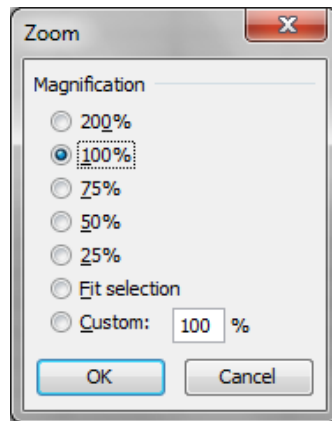 Zoom
Magnification
200%
100%
75%
50%
25%
Fit selection
Custom: 100 %
OK Cancel